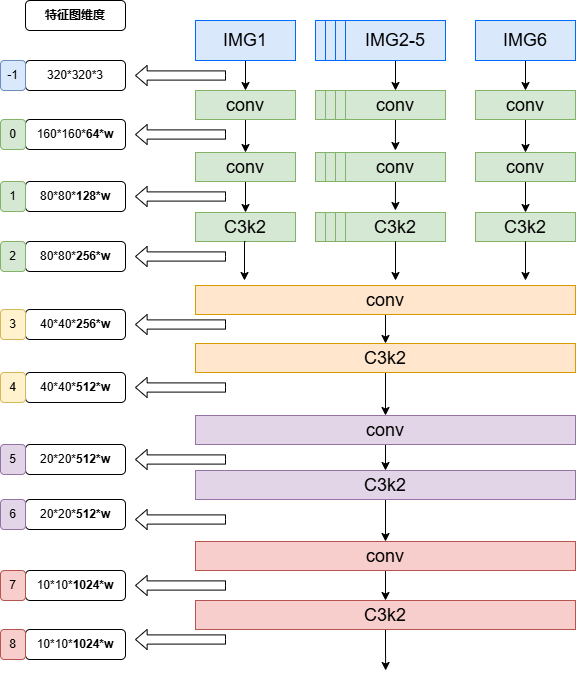 特征图维度
IMG1 IMG2-5 IMG6
-1 320*320*3
conv conv conv
0 160*160*64*w
conv conv conv
1 80*80*128*w
C3k2 C3k2 C3k2
2 80*80*256*w
conv
3 40*40*256*w
C3k2
4 40*40*512*w
conv
5 20*20*512*w
C3k2
6 20*20*512*w
conv
7 10*10*1024*w
C3k2
8 10*10*1024*w